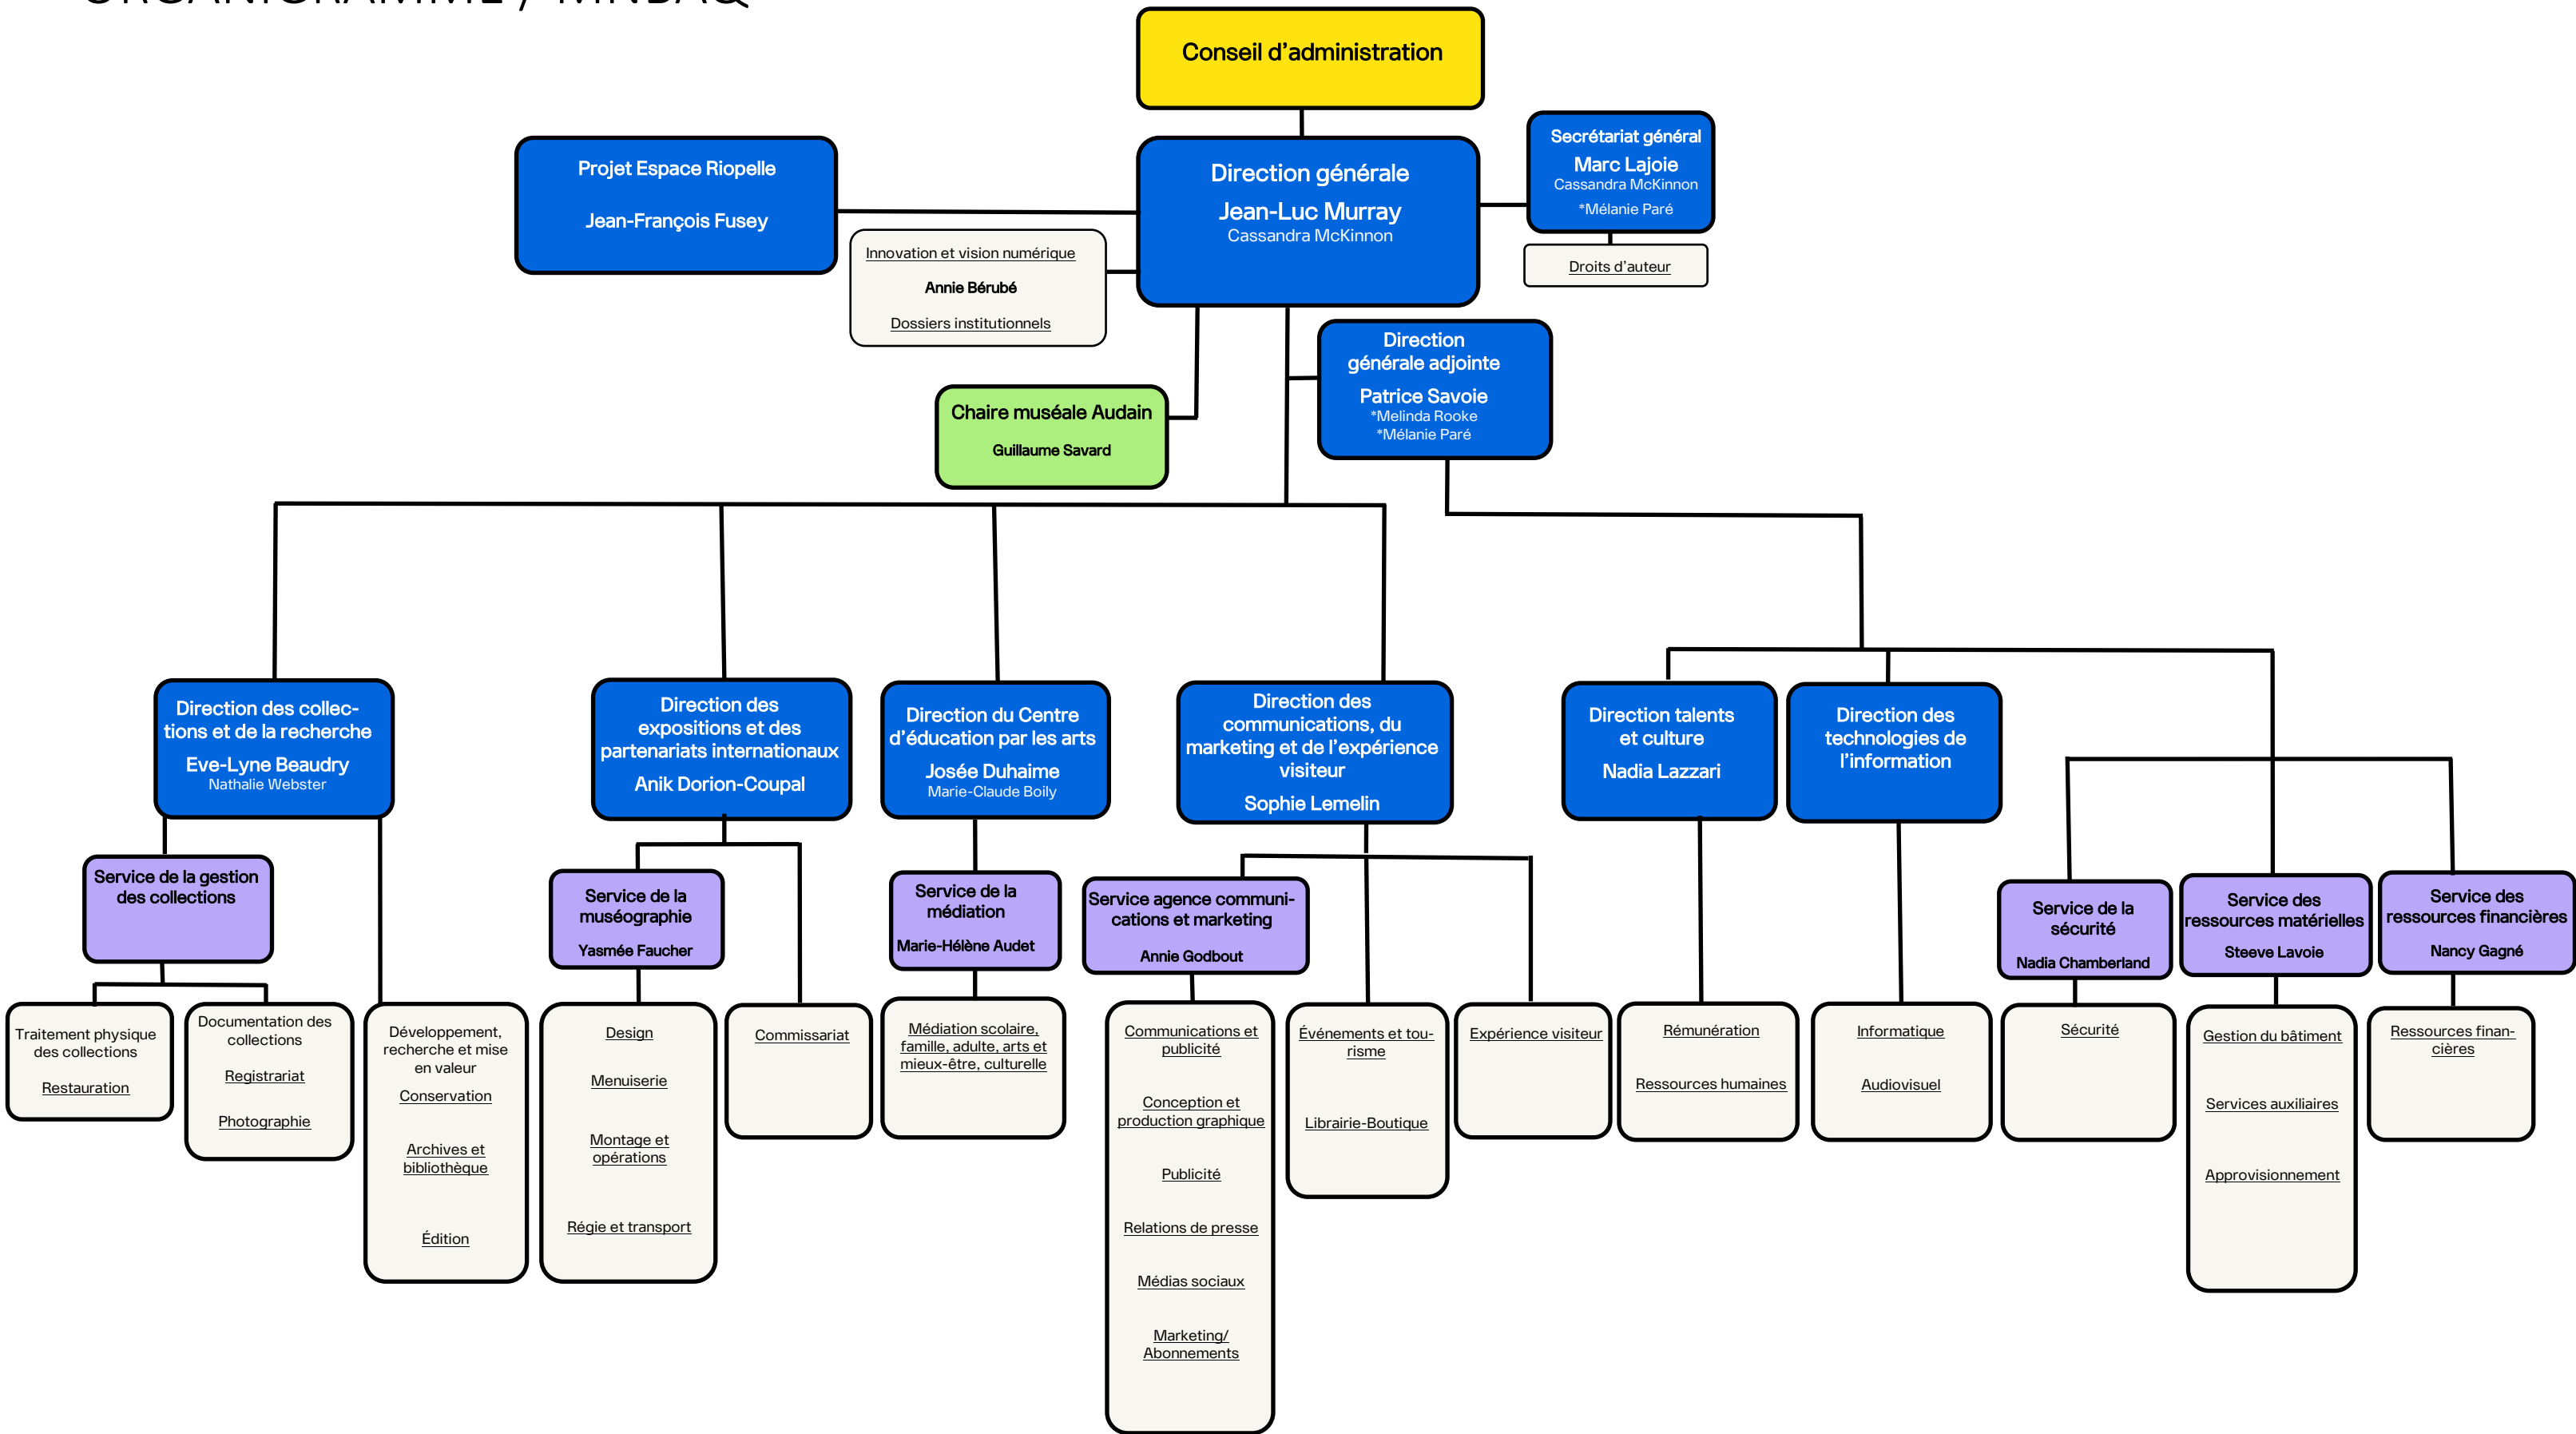 ORGANIGRAMME / MNBAQ
Conseil d'administration
Projet Espace Riopelle
Jean-François Fusey
Direction générale
Jean-Luc Murray
Cassandra McKinnon
Secrétariat général
Marc Lajoie
Cassandra McKinnon
*Mélanie Paré
Droits d'auteur
Innovation et vision numérique
Annie Bérubé
Dossiers institutionnels
Direction
générale adjointe
Patrice Savoie
*Melinda Rooke
*Mélanie Paré
Chaire muséale Audain
Guillaume Savard
Direction des collec-
tions et de la recherche
Eve-Lyne Beaudry
Nathalie Webster
Direction des
expositions et des
partenariats internationaux
Anik Dorion-Coupal
Direction du Centre
d'éducation par les arts
Josée Duhaime
Marie-Claude Boily
Direction des
communications, du
marketing et de l'expérience
visiteur
Sophie Lemelin
Direction talents
et culture
Nadia Lazzari
Direction des
technologies de
l'information
Service de la gestion
des collections
Service de la
muséographie
Yasmée Faucher
Service de la
médiation
Marie-Hélène Audet
Service agence communi-
cations et marketing
Annie Godbout
Service de la
sécurité
Nadia Chamberland
Service des
ressources matérielles
Steeve Lavoie
Service des
ressources financières
Nancy Gagné
Traitement physique
des collections
Restauration
Documentation des
collections
Registrariat
Photographie
Développement,
recherche et mise
en valeur
Conservation
Archives et
bibliothèque
Édition
Design
Menuiserie
Montage et
opérations
Régie et transport
Commissariat
Médiation scolaire,
famille, adulte, arts et
mieux-être, culturelle
Communications et
publicité
Conception et
production graphique
Publicité
Relations de presse
Médias sociaux
Marketing/
Abonnements
Événements et tou-
risme
Librairie-Boutique
Expérience visiteur
Rémunération
Ressources humaines
Informatique
Audiovisuel
Sécurité
Gestion du bâtiment
Services auxiliaires
Approvisionnement
Ressources finan-
cières